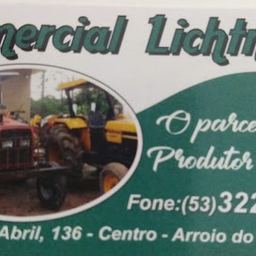 mercial Lichtn
O parce
Produtor
Fone:(53)322
Abril, 136 - Centro - Arroio do